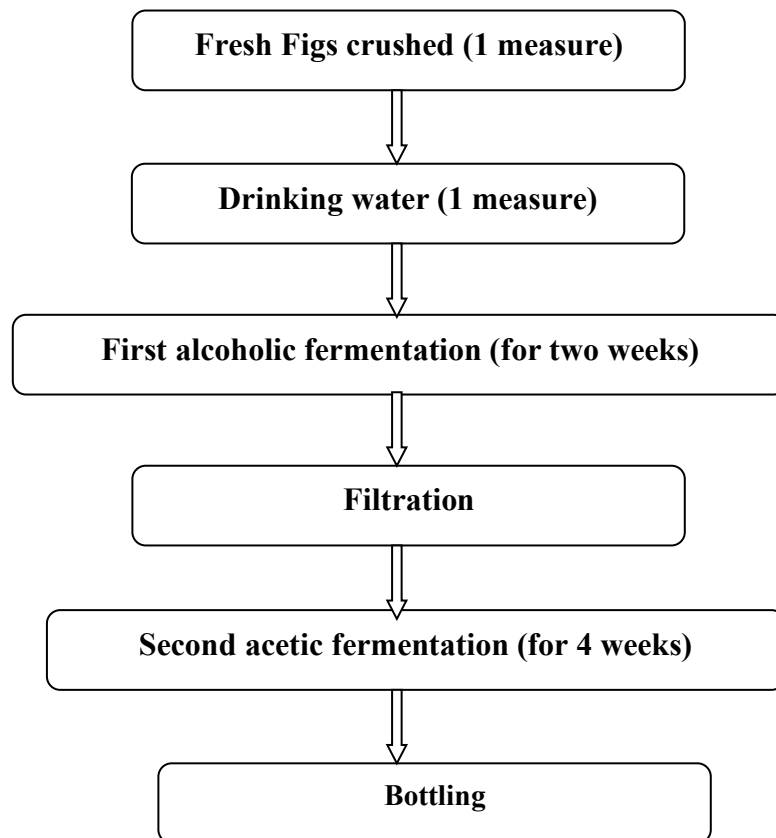 Fresh Figs crushed (1 measure)
Drinking water (1 measure)
First alcoholic fermentation (for two weeks)
Filtration
Second acetic fermentation (for 4 weeks)
Bottling